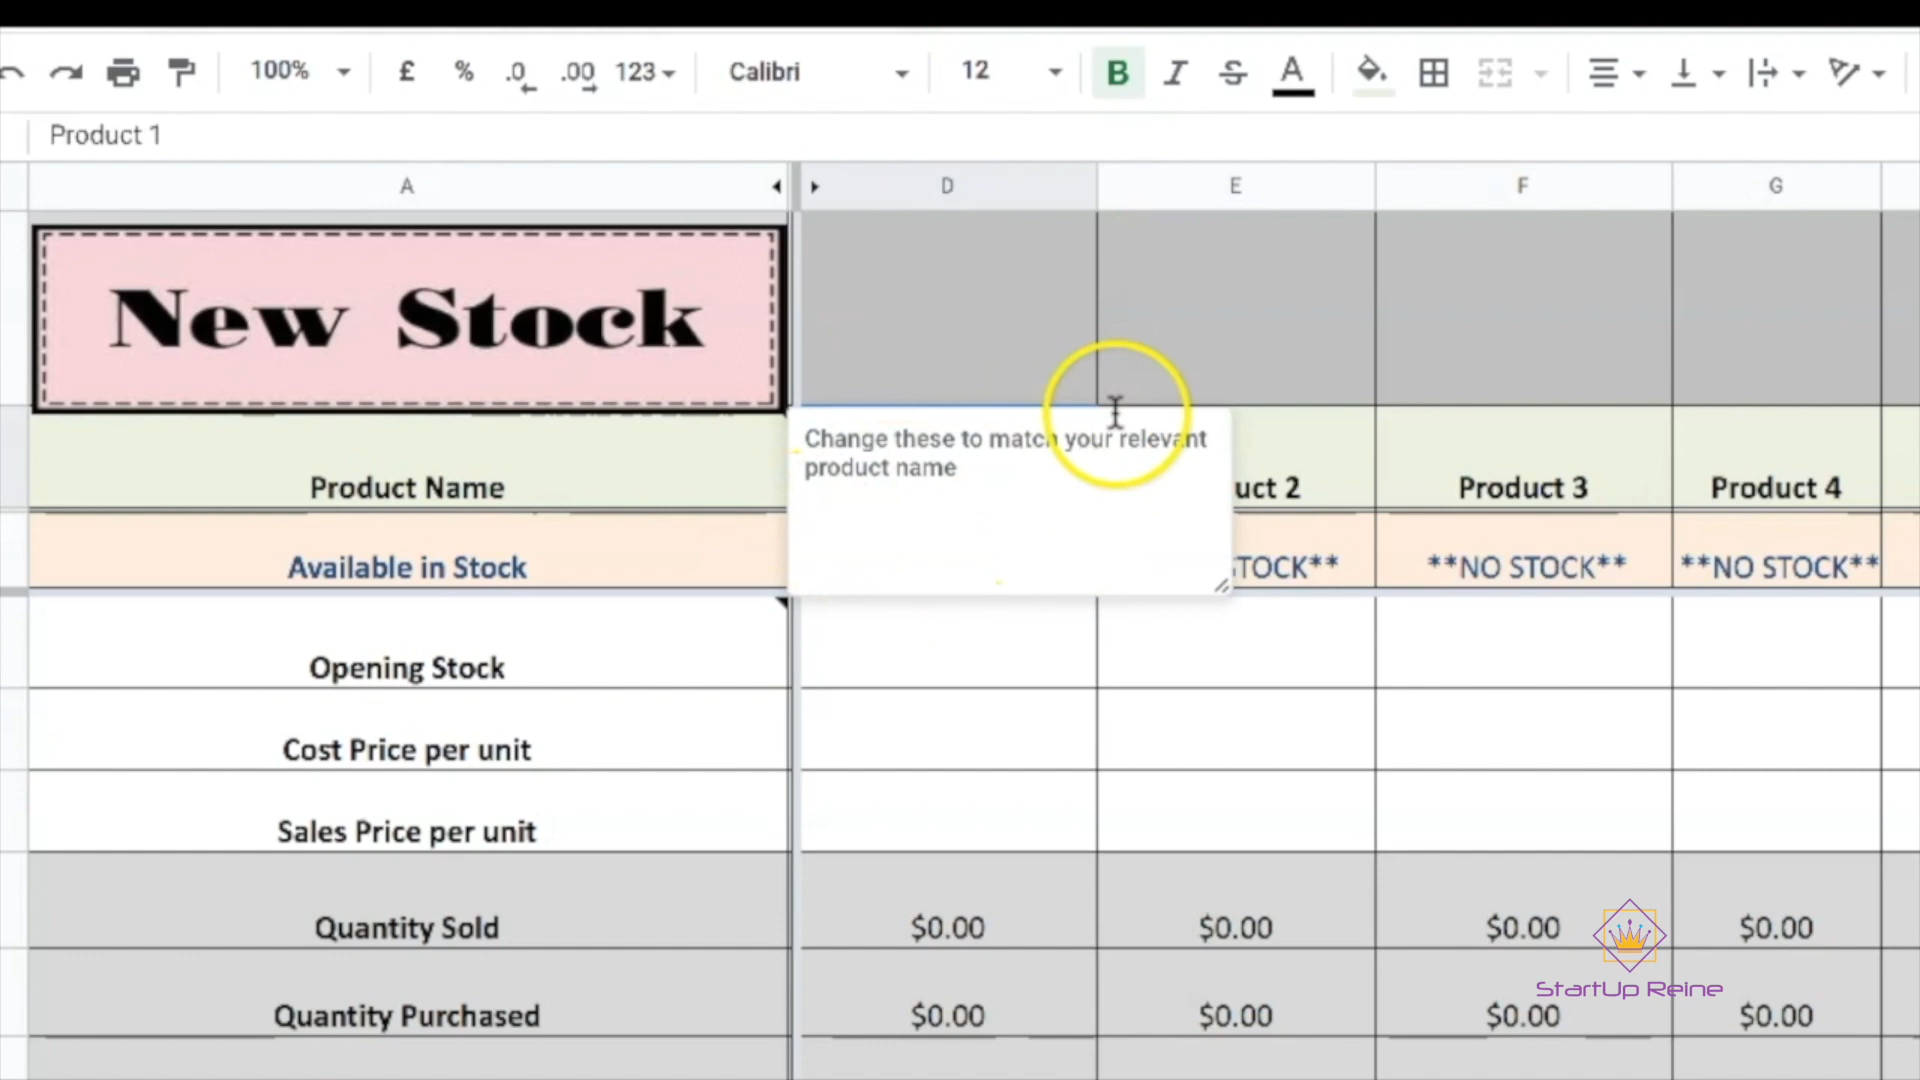 100% £ % .0 .00 123 Calibri 12 B I S A
Product 1
A D E F G
New Stock
Change these to match your relevant
product name
Product Name uct 2 Product 3 Product 4
Available in Stock TOCK** **NO STOCK** **NO STOCK**
Opening Stock
Cost Price per unit
Sales Price per unit
Quantity Sold $0.00 $0.00 $0.00 $0.00
StartUp Reine
Quantity Purchased $0.00 $0.00 $0.00 $0.00